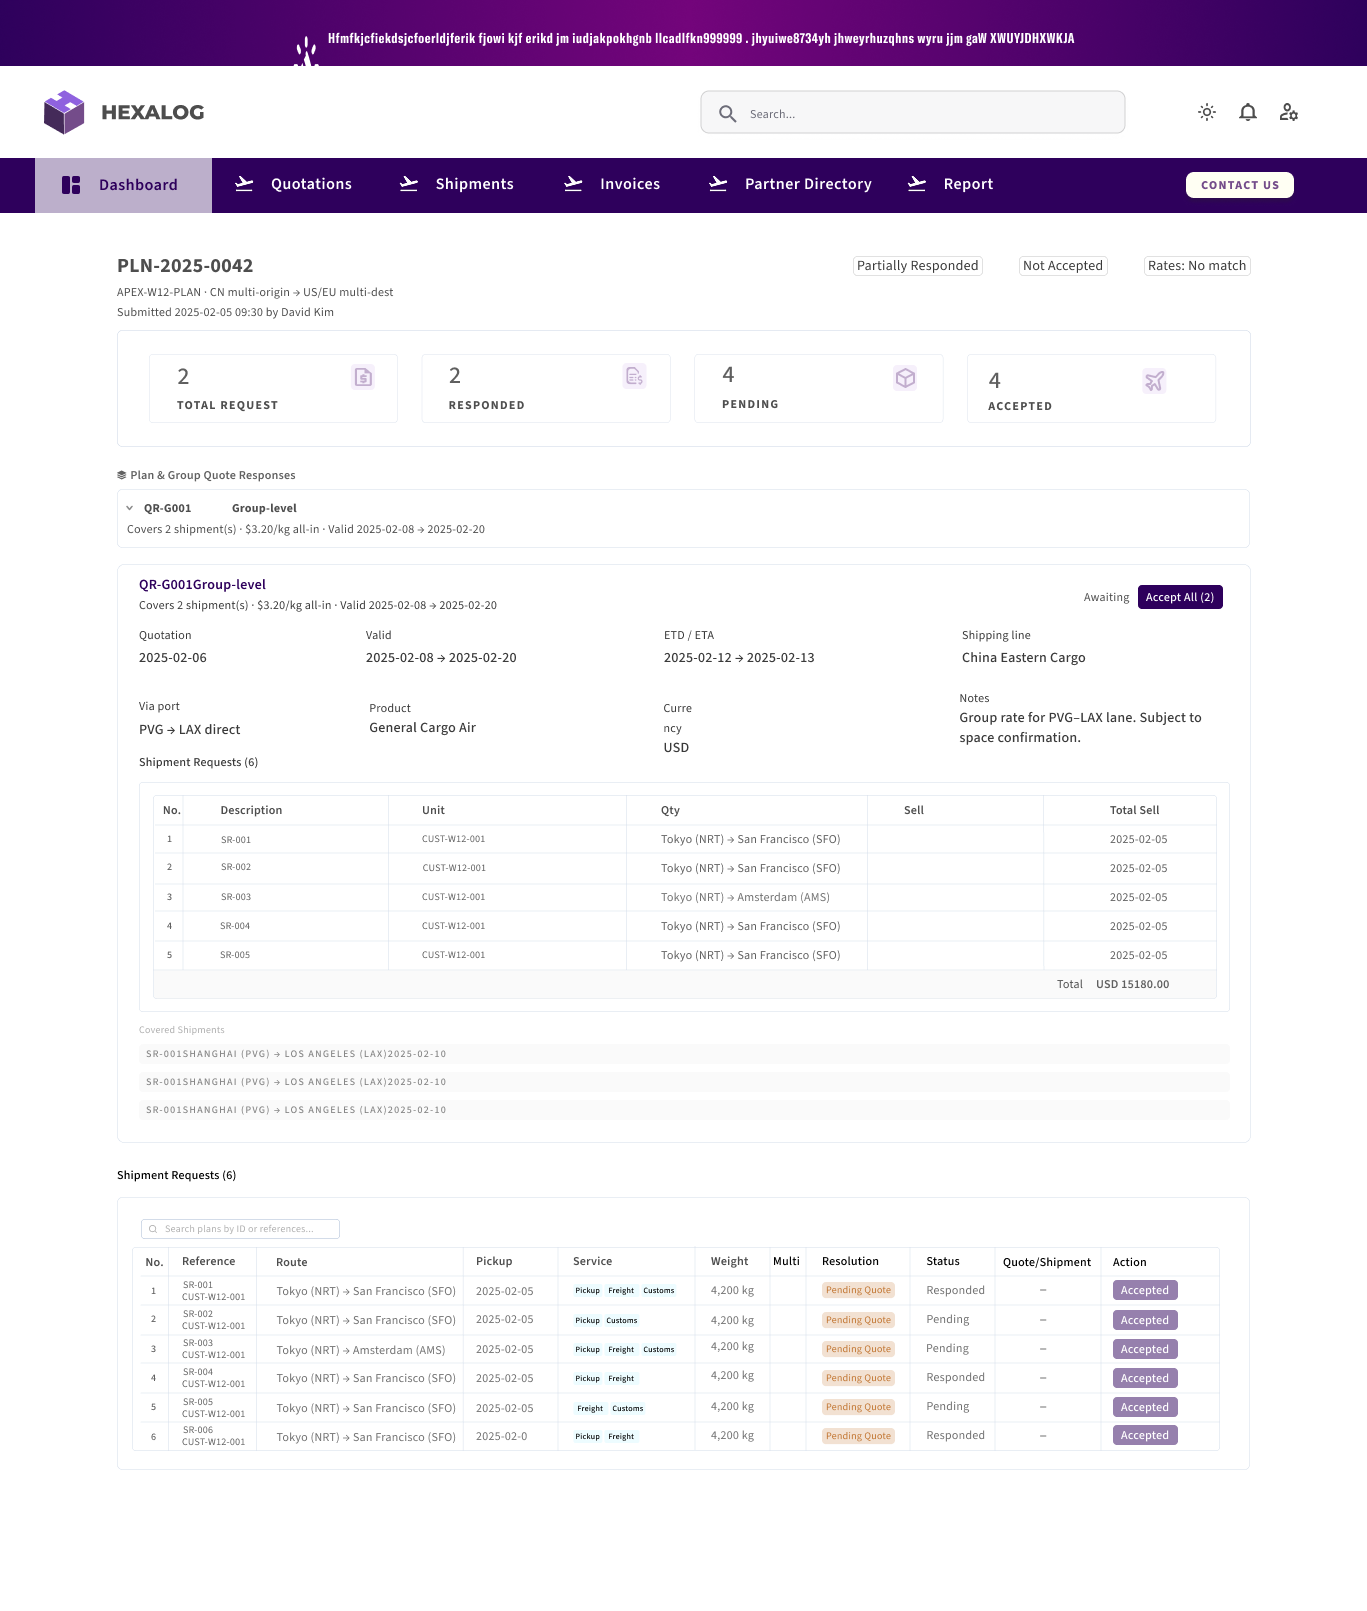 Hfmfkjcfiekdsjcfoerldjferik fjowi kjf erikd jm iudjakpokhgnb llcadlfkn999999 . jhyuiwe8734yh jhweyrhuzqhns wyru jjm gaW XWUYJDHXWKJA
HEXALOG
Search...
Dashboard Quotations Shipments Invoices Partner Directory Report CONTACT US
PLN-2025-0042 Partially Responded Not Accepted Rates: No match
APEX-W12-PLAN · CN multi-origin → US/EU multi-dest
Submitted 2025-02-05 09:30 by David Kim
2 2 4 4
TOTAL REQUEST RESPONDED PENDING ACCEPTED
Plan & Group Quote Responses
QR-G001 Group-level
Covers 2 shipment(s) · $3.20/kg all-in · Valid 2025-02-08 → 2025-02-20
QR-G001Group-level
Covers 2 shipment(s) · $3.20/kg all-in · Valid 2025-02-08 → 2025-02-20
Awaiting Accept All (2)
Quotation Valid ETD / ETA Shipping line
2025-02-06 2025-02-08 → 2025-02-20 2025-02-12 → 2025-02-13 China Eastern Cargo
Via port
PVG → LAX direct
Product
General Cargo Air
Curre
ncy
USD
Notes
Group rate for PVG–LAX lane. Subject to
space confirmation.
Shipment Requests (6)
No. Description Unit Qty Sell Total Sell
1 SR-001 CUST-W12-001 Tokyo (NRT) → San Francisco (SFO) 2025-02-05
2 SR-002 CUST-W12-001 Tokyo (NRT) → San Francisco (SFO) 2025-02-05
3 SR-003 CUST-W12-001 Tokyo (NRT) → Amsterdam (AMS) 2025-02-05
4 SR-004 CUST-W12-001 Tokyo (NRT) → San Francisco (SFO) 2025-02-05
5 SR-005 CUST-W12-001 Tokyo (NRT) → San Francisco (SFO) 2025-02-05
Total USD 15180.00
Covered Shipments
SR-001SHANGHAI (PVG) → LOS ANGELES (LAX)2025-02-10
SR-001SHANGHAI (PVG) → LOS ANGELES (LAX)2025-02-10
SR-001SHANGHAI (PVG) → LOS ANGELES (LAX)2025-02-10
Shipment Requests (6)
Search plans by ID or references...
No. Reference Route Pickup Service Weight Multi Resolution Status Quote/Shipment Action
1 SR-001 CUST-W12-001 Tokyo (NRT) → San Francisco (SFO) 2025-02-05 Pickup Freight Customs 4,200 kg Pending Quote Responded – Accepted
2 SR-002 CUST-W12-001 Tokyo (NRT) → San Francisco (SFO) 2025-02-05 Pickup Customs 4,200 kg Pending Quote Pending – Accepted
3 SR-003 CUST-W12-001 Tokyo (NRT) → Amsterdam (AMS) 2025-02-05 Pickup Freight Customs 4,200 kg Pending Quote Pending – Accepted
4 SR-004 CUST-W12-001 Tokyo (NRT) → San Francisco (SFO) 2025-02-05 Pickup Freight 4,200 kg Pending Quote Responded – Accepted
5 SR-005 CUST-W12-001 Tokyo (NRT) → San Francisco (SFO) 2025-02-05 Freight Customs 4,200 kg Pending Quote Pending – Accepted
6 SR-006 CUST-W12-001 Tokyo (NRT) → San Francisco (SFO) 2025-02-0 Pickup Freight 4,200 kg Pending Quote Responded – Accepted